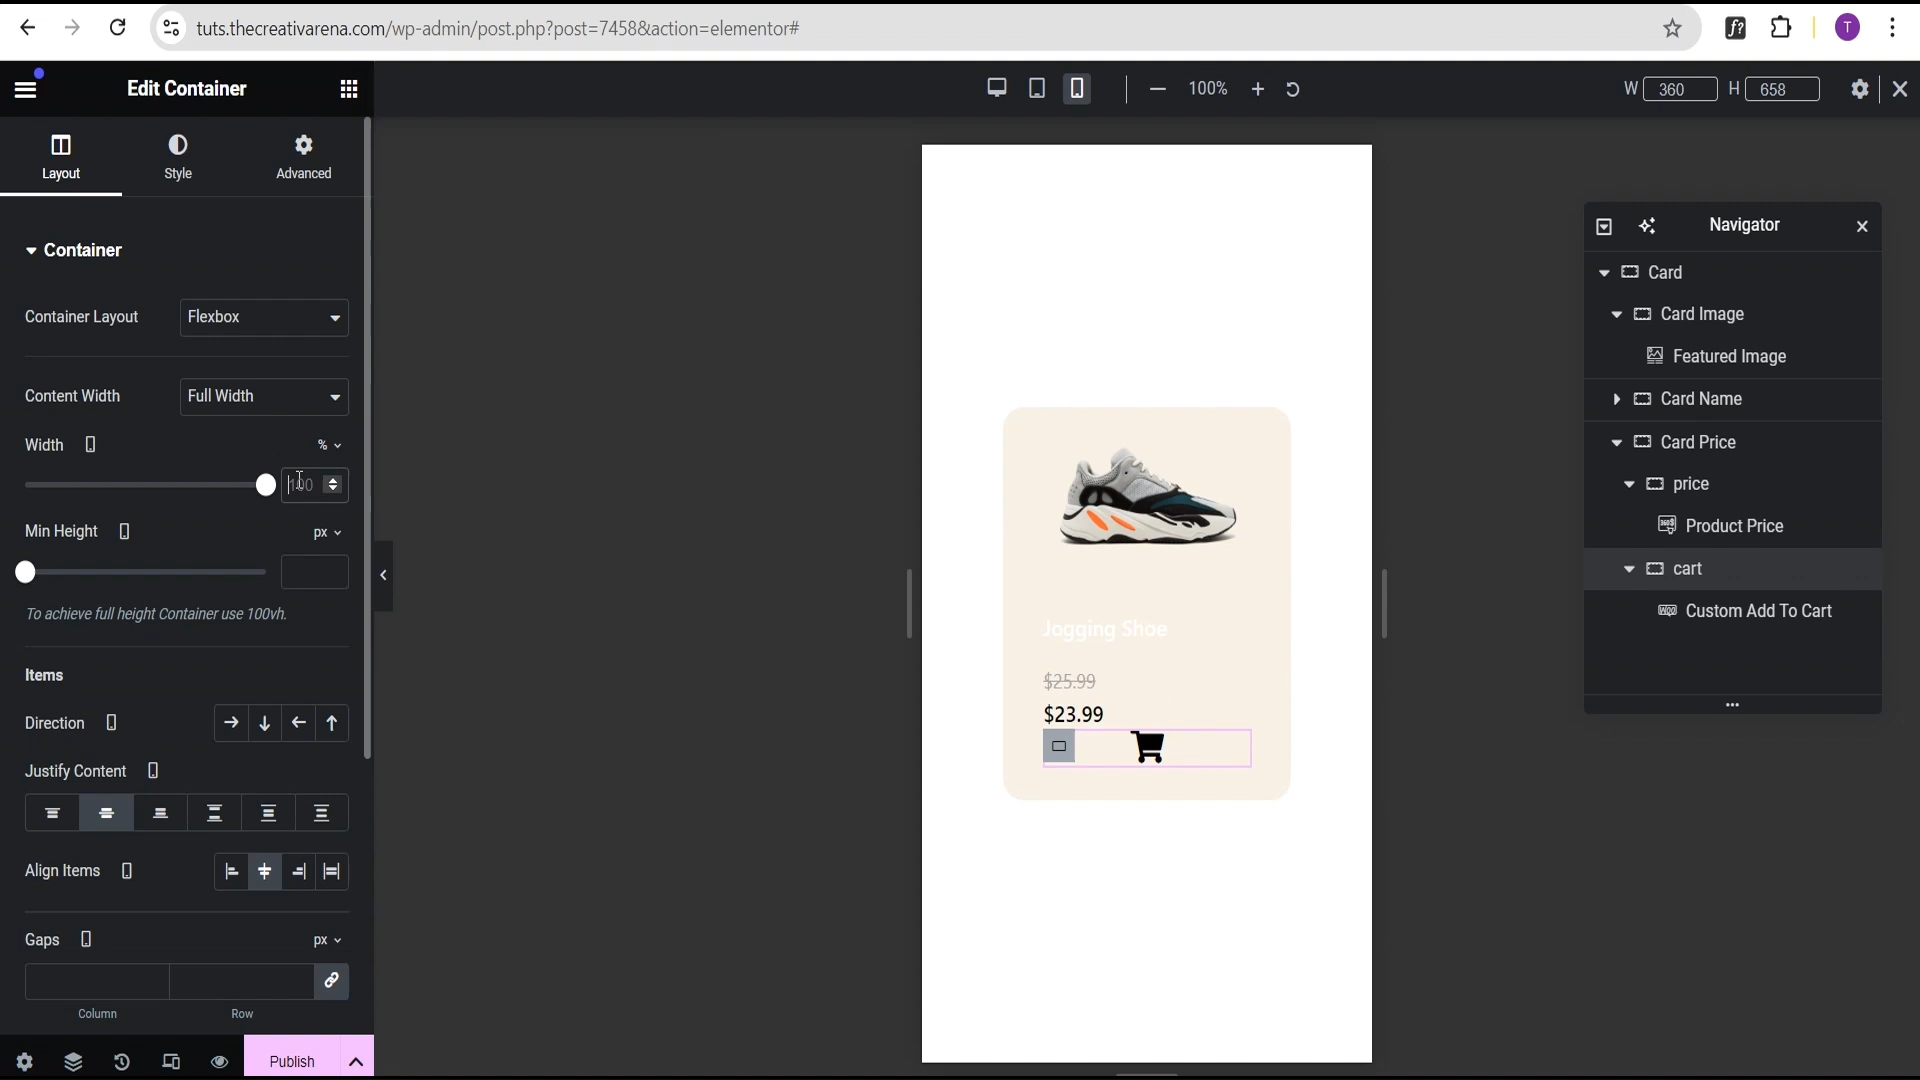 tuts.thecreativarena.com/wp-admin/post.php?post=7458&action=elementor#
T
Edit Container
100%
W 360 H 658
Layout
Style
Advanced
Container
Container Layout
Flexbox
Content Width
Full Width
Width
%
100
Min Height
px
To achieve full height Container use 100vh.
Items
Direction
Justify Content
Align Items
Gaps
px
Column
Row
Publish
Jogging Shoe
$25.99
$23.99
Navigator
Card
Card Image
Featured Image
Card Name
Card Price
price
Product Price
cart
Custom Add To Cart